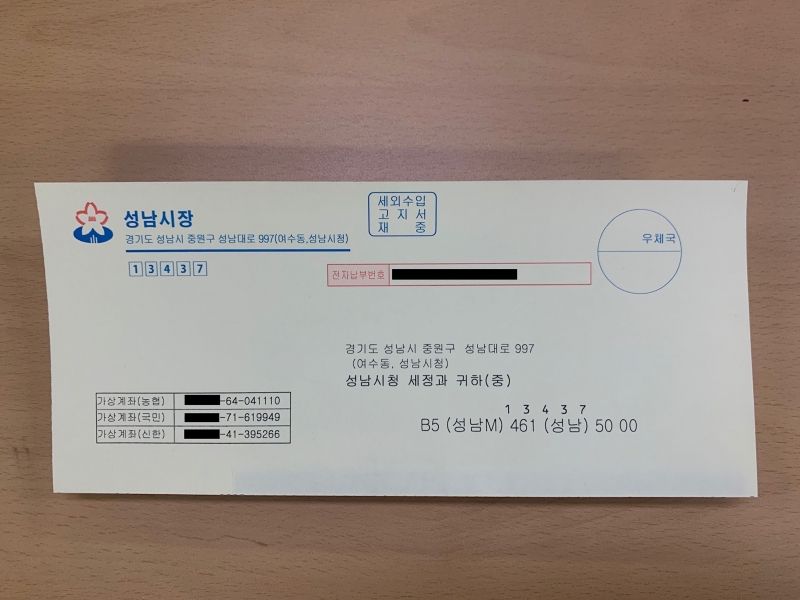 성남시장
경기도 성남시 중원구 성남대로 997(여수동,성남시청)
13437
세외수입
고지서
재 중
우체국
전자납부번호
경기도 성남시 중원구 성남대로 997
(여수동, 성남시청)
성남시청 세정과 귀하(중)
1 3 4 3 7
B5 (성남M) 461 (성남) 50 00
가상계좌(농협) -64-041110
가상계좌(국민) -71-619949
가상계좌(신한) -41-395266